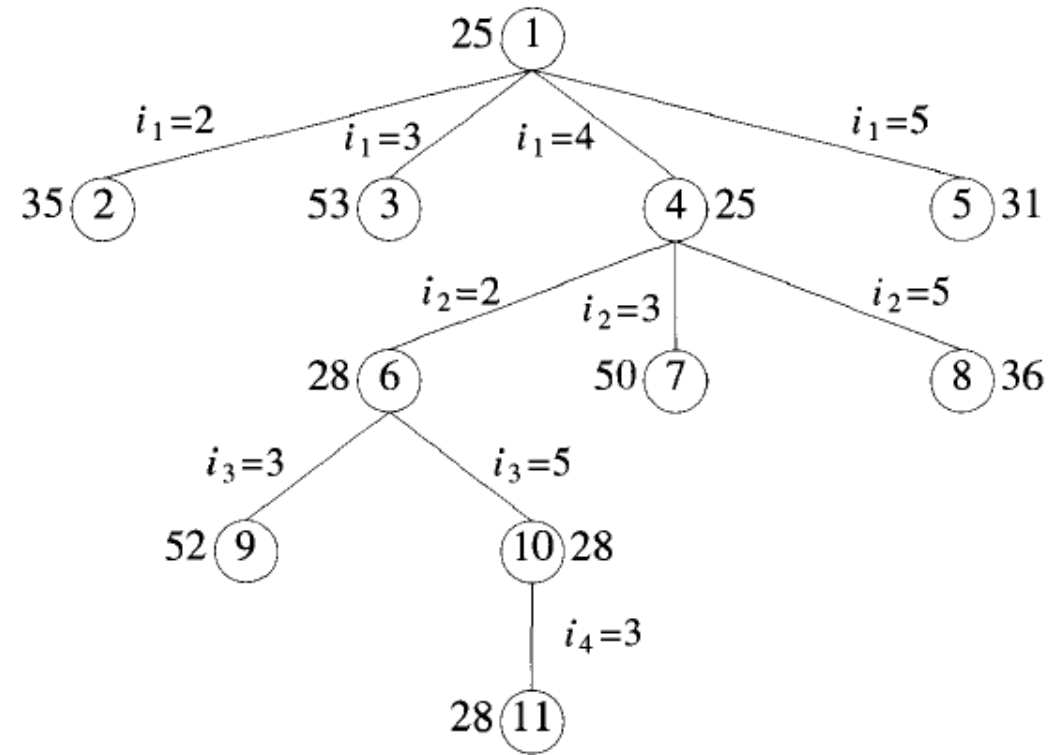 25 1
i₁=2 i₁=3 i₁=4 i₁=5
35 2 53 3 4 25 5 31
i₂=2 i₂=3 i₂=5
28 6 50 7 8 36
i₃=3 i₃=5
52 9 10 28
i₄=3
28 11